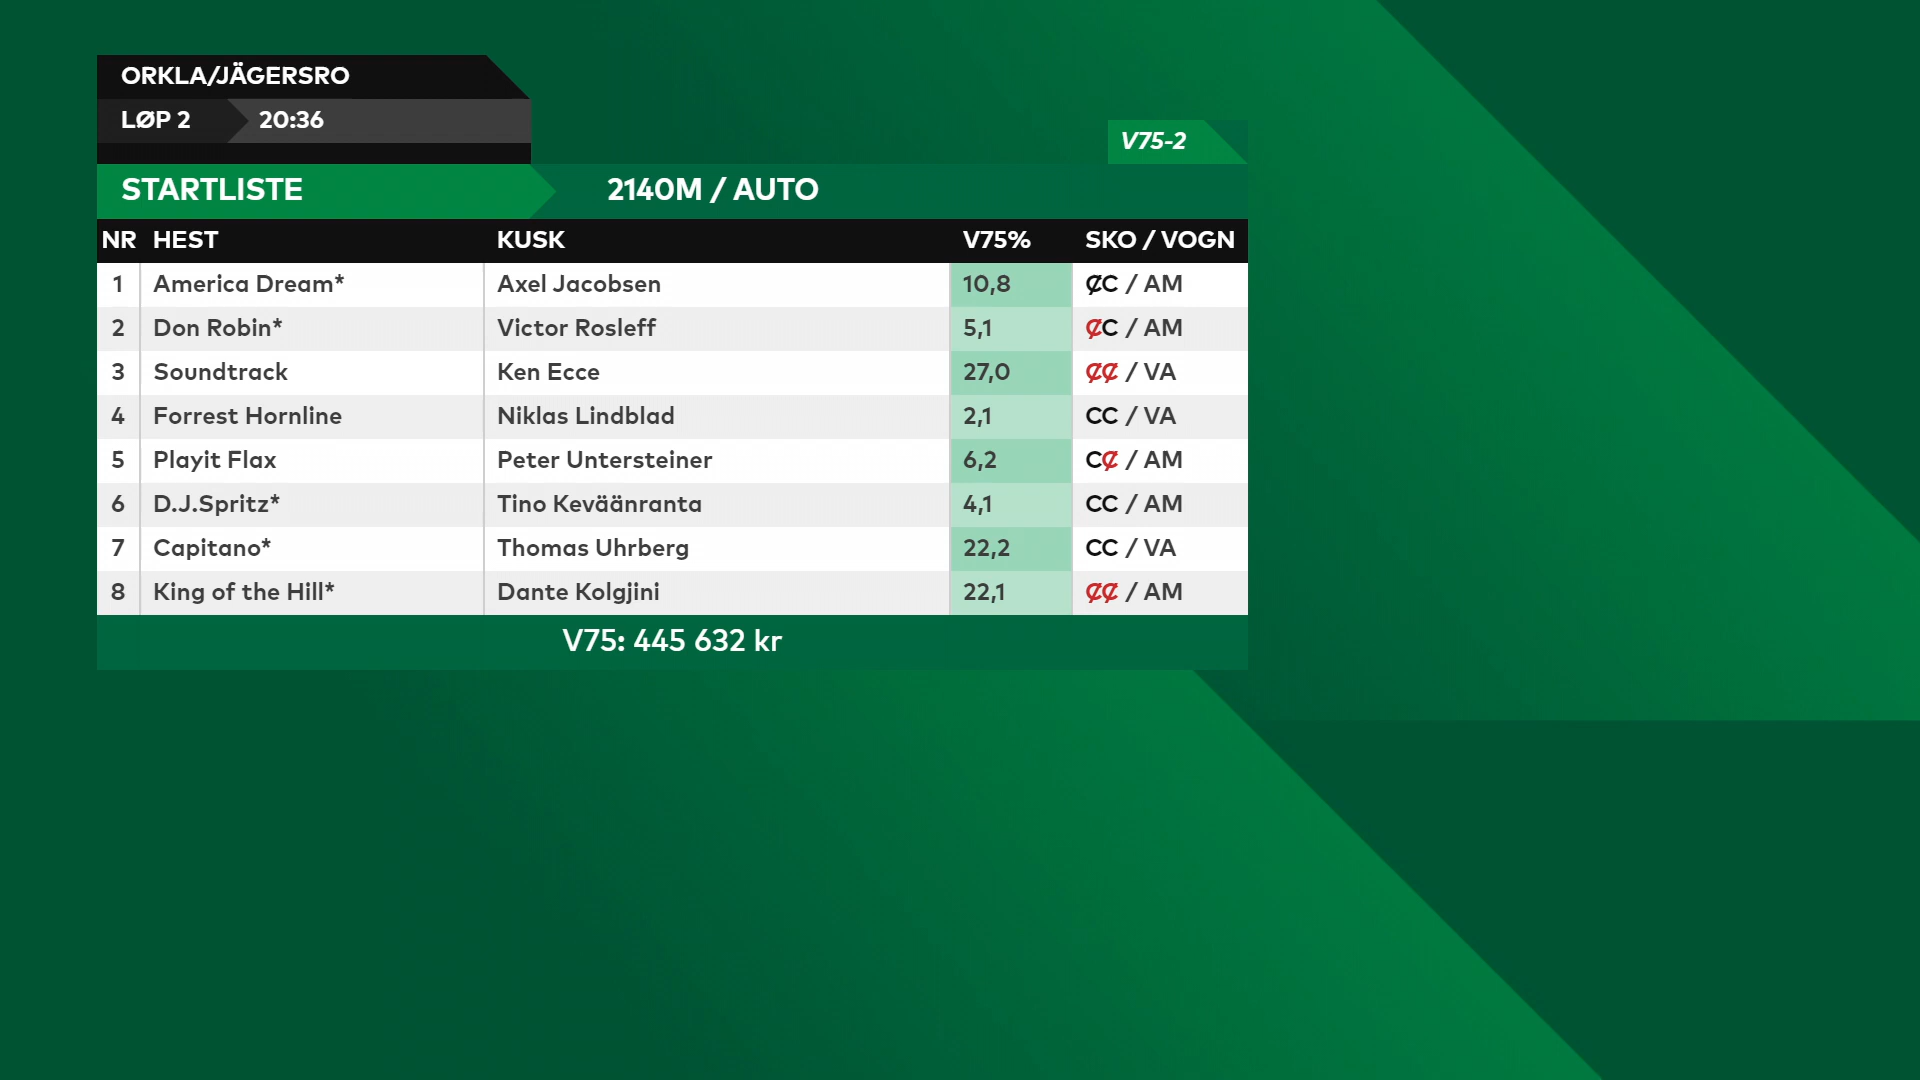 ORKLA/JÄGERSRO
LØP 2 20:36
V75-2
STARTLISTE 2140M / AUTO
NR HEST KUSK V75% SKO / VOGN
1 America Dream* Axel Jacobsen 10,8 ȻC / AM
2 Don Robin* Victor Rosleff 5,1 ȻC / AM
3 Soundtrack Ken Ecce 27,0 ȻȻ / VA
4 Forrest Hornline Niklas Lindblad 2,1 CC / VA
5 Playit Flax Peter Untersteiner 6,2 CȻ / AM
6 D.J.Spritz* Tino Keväänranta 4,1 CC / AM
7 Capitano* Thomas Uhrberg 22,2 CC / VA
8 King of the Hill* Dante Kolgjini 22,1 ȻȻ / AM
V75: 445 632 kr